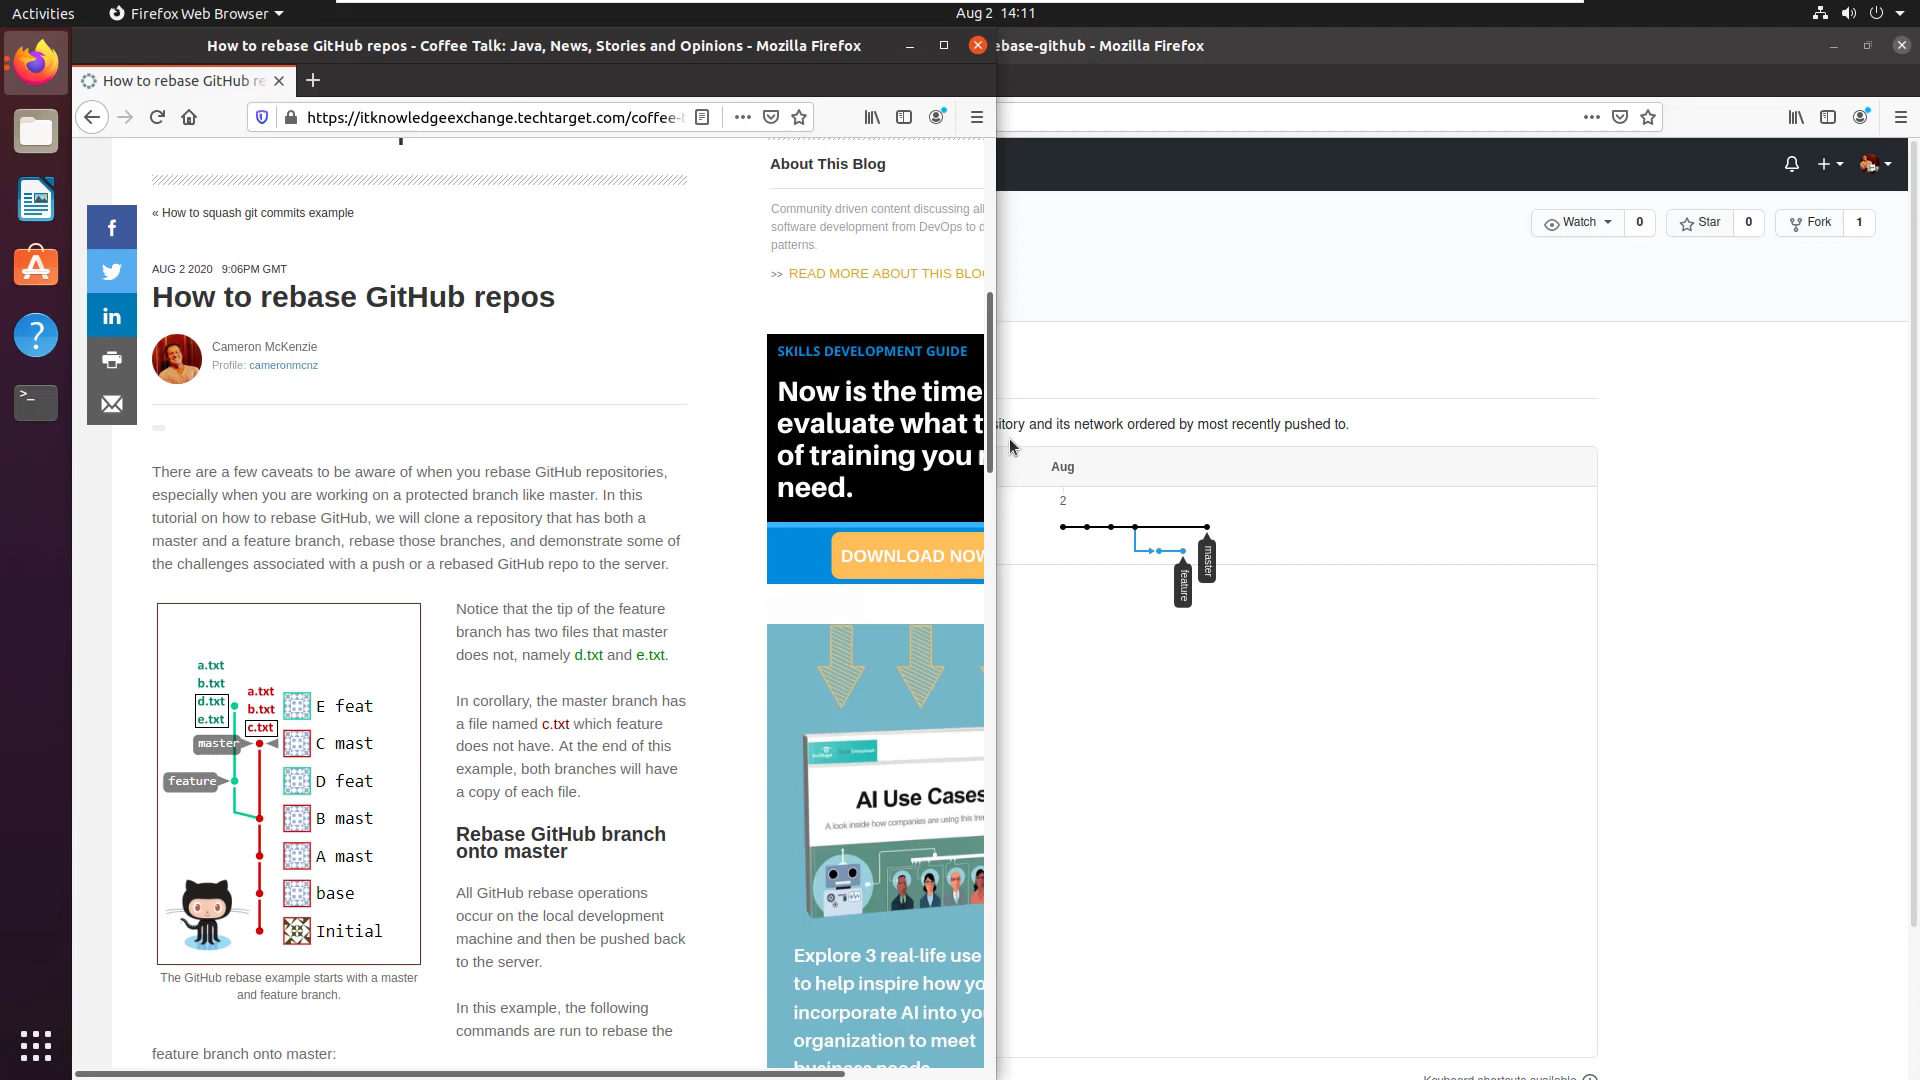 Activities
Firefox Web Browser
Aug 2 14:11
How to rebase GitHub repos - Coffee Talk: Java, News, Stories and Opinions - Mozilla Firefox
ebase-github - Mozilla Firefox
How to rebase GitHub re
https://itknowledgeexchange.techtarget.com/coffee-t
« How to squash git commits example
AUG 2 2020 9:06PM GMT
How to rebase GitHub repos
Cameron McKenzie
Profile: cameronmcnz
There are a few caveats to be aware of when you rebase GitHub repositories,
especially when you are working on a protected branch like master. In this
tutorial on how to rebase GitHub, we will clone a repository that has both a
master and a feature branch, rebase those branches, and demonstrate some of
the challenges associated with a push or a rebased GitHub repo to the server.
a.txt
b.txt
d.txt
e.txt
a.txt
b.txt
c.txt
master
feature
E feat
C mast
D feat
B mast
A mast
base
Initial
The GitHub rebase example starts with a master
and feature branch.
Notice that the tip of the feature
branch has two files that master
does not, namely d.txt and e.txt.
In corollary, the master branch has
a file named c.txt which feature
does not have. At the end of this
example, both branches will have
a copy of each file.
Rebase GitHub branch
onto master
All GitHub rebase operations
occur on the local development
machine and then be pushed back
to the server.
In this example, the following
commands are run to rebase the
feature branch onto master:
About This Blog
Community driven content discussing all
software development from DevOps to d
patterns.
>> READ MORE ABOUT THIS BLOG
SKILLS DEVELOPMENT GUIDE
Now is the time
evaluate what t
of training you
need.
DOWNLOAD NOW
AI Use Cases
A look inside how companies are using this tre
Explore 3 real-life use
to help inspire how yo
incorporate AI into yo
organization to meet
business needs
Watch 0
Star 0
Fork 1
sitory and its network ordered by most recently pushed to.
Aug
2
master
feature
Keyboard shortcuts available